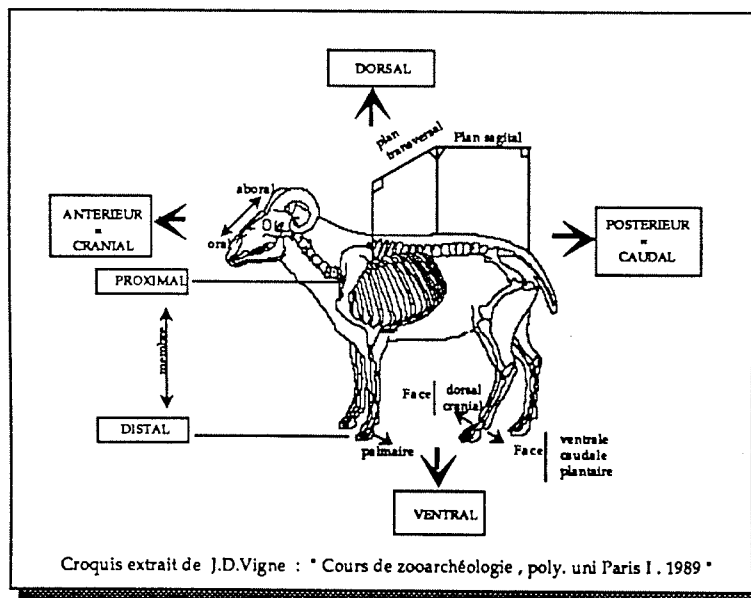 DORSAL
plan
transversal
Plan sagital
aboral
oral
ANTÉRIEUR
=
CRANIAL
POSTERIEUR
=
CAUDAL
PROXIMAL
membre
DISTAL
Face
dorsal
cranial
palmaire
Face
ventrale
caudale
plantaire
VENTRAL
Croquis extrait de J.D.Vigne : " Cours de zooarchéologie , poly. uni Paris I . 1989 "